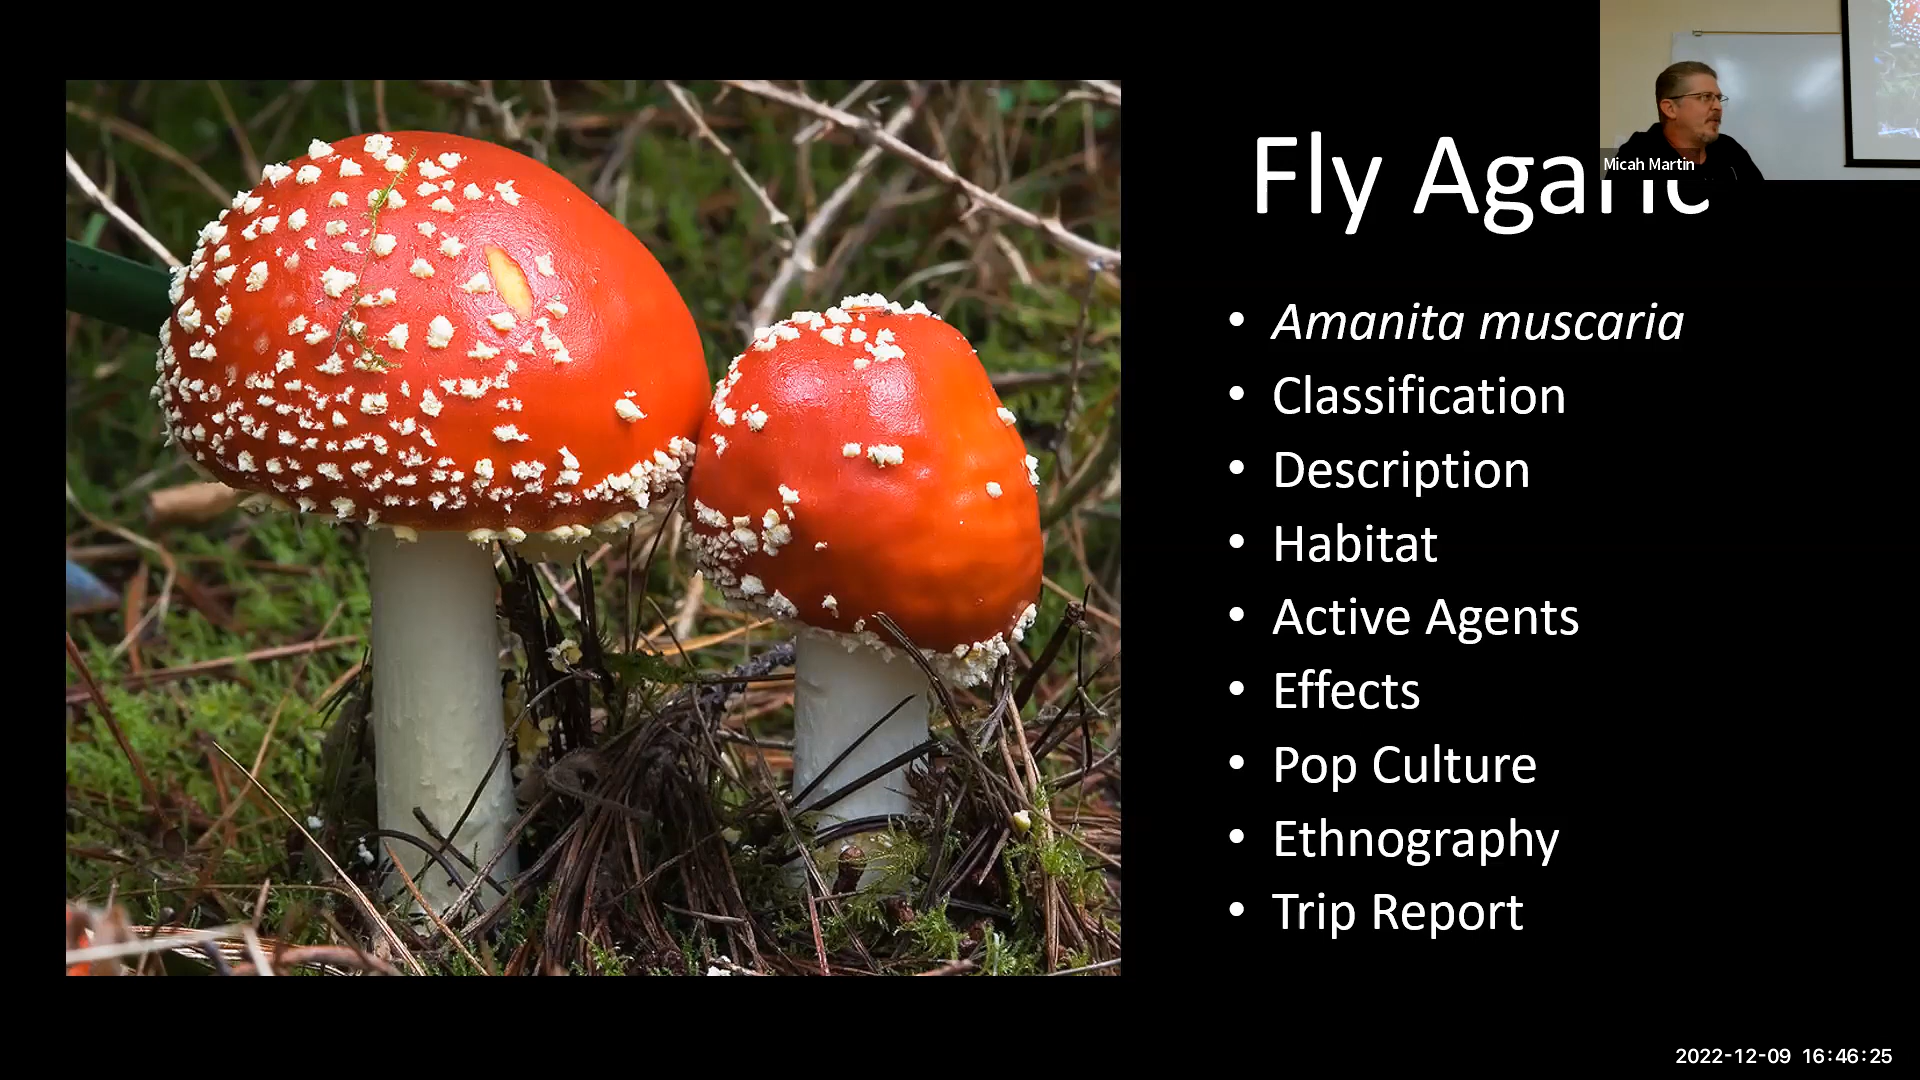 Micah Martin
Fly Agaric
• Amanita muscaria
• Classification
• Description
• Habitat
• Active Agents
• Effects
• Pop Culture
• Ethnography
• Trip Report
2022-12-09 16:46:25